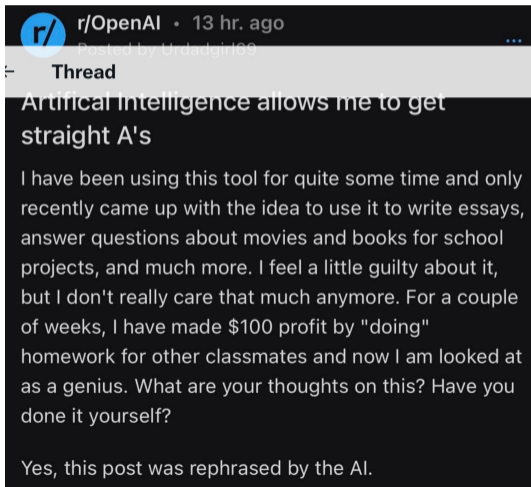 r/ r/OpenAI • 13 hr. ago
Posted by Urdadgirl69
Thread
Artifical Intelligence allows me to get
straight A's
I have been using this tool for quite some time and only
recently came up with the idea to use it to write essays,
answer questions about movies and books for school
projects, and much more. I feel a little guilty about it,
but I don't really care that much anymore. For a couple
of weeks, I have made $100 profit by "doing"
homework for other classmates and now I am looked at
as a genius. What are your thoughts on this? Have you
done it yourself?
Yes, this post was rephrased by the AI.